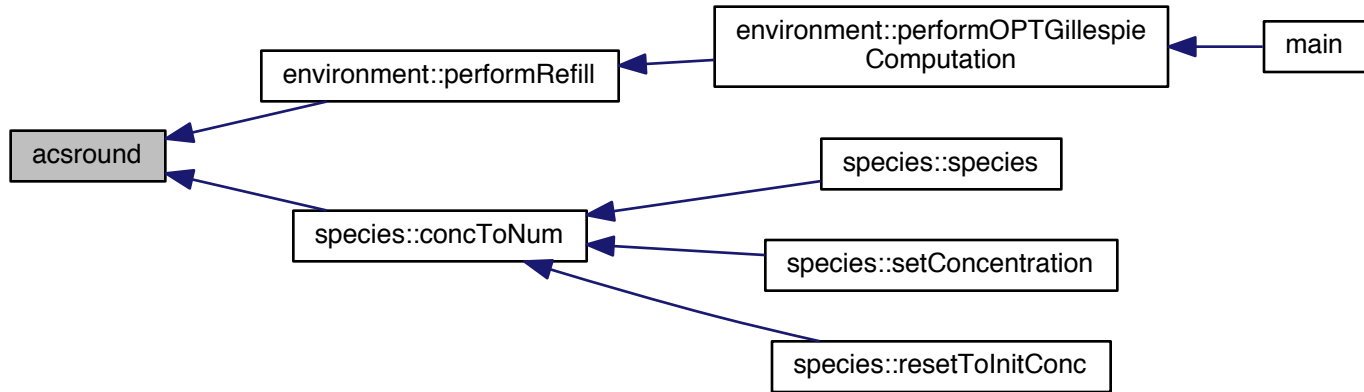 environment::performOPTGillespie
Computation
main
environment::performRefill
acsround
species::species
species::concToNum
species::setConcentration
species::resetToInitConc